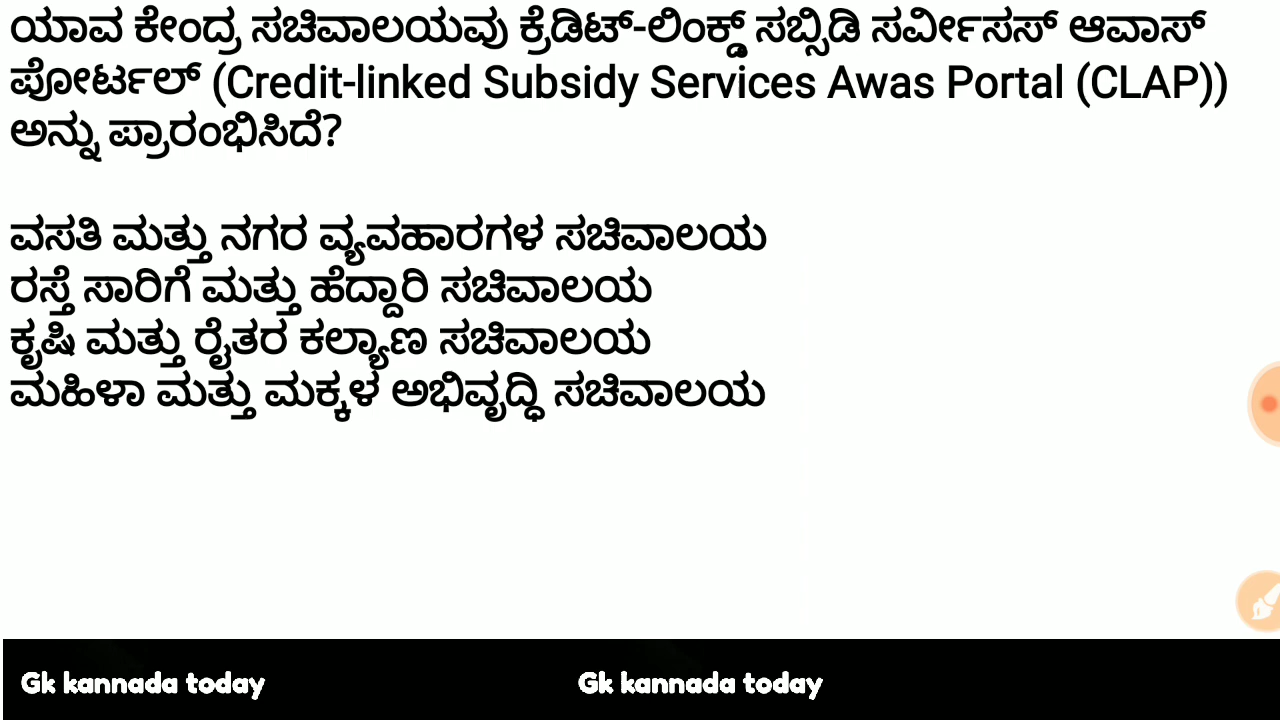 ಯಾವ ಕೇಂದ್ರ ಸಚಿವಾಲಯವು ಕ್ರೆಡಿಟ್-ಲಿಂಕ್ಡ್ ಸಬ್ಸಿಡಿ ಸರ್ವೀಸಸ್ ಆವಾಸ್
ಪೋರ್ಟಲ್ (Credit-linked Subsidy Services Awas Portal (CLAP))
ಅನ್ನು ಪ್ರಾರಂಭಿಸಿದೆ?
ವಸತಿ ಮತ್ತು ನಗರ ವ್ಯವಹಾರಗಳ ಸಚಿವಾಲಯ
ರಸ್ತೆ ಸಾರಿಗೆ ಮತ್ತು ಹೆದ್ದಾರಿ ಸಚಿವಾಲಯ
ಕೃಷಿ ಮತ್ತು ರೈತರ ಕಲ್ಯಾಣ ಸಚಿವಾಲಯ
ಮಹಿಳಾ ಮತ್ತು ಮಕ್ಕಳ ಅಭಿವೃದ್ಧಿ ಸಚಿವಾಲಯ
Gk kannada today Gk kannada today